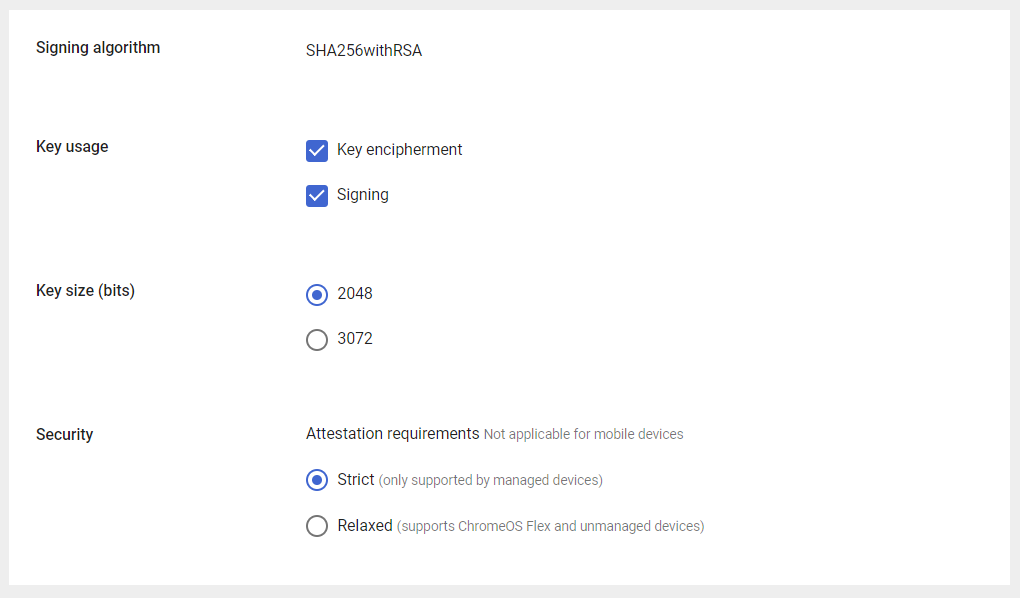 Signing algorithm
SHA256withRSA
Key usage
Key encipherment
Signing
Key size (bits)
2048
3072
Security
Attestation requirements Not applicable for mobile devices
Strict (only supported by managed devices)
Relaxed (supports ChromeOS Flex and unmanaged devices)